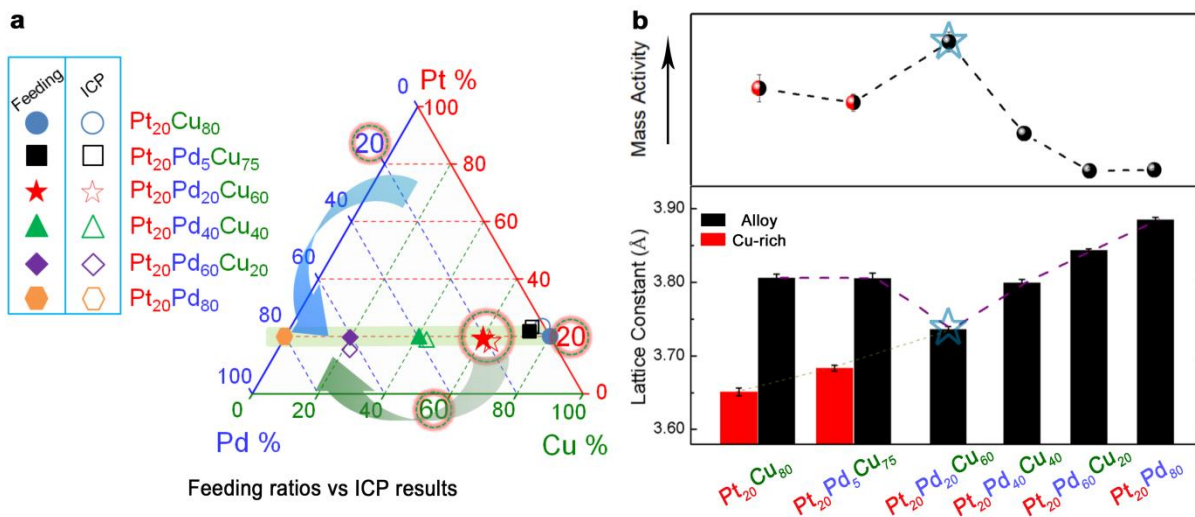 a
Feeding
ICP
Pt20Cu80
Pt20Pd5Cu75
Pt20Pd20Cu60
Pt20Pd40Cu40
Pt20Pd60Cu20
Pt20Pd80
Pt %
0
20
40
60
80
100
100
80
60
40
20
0
0
20
40
60
80
100
Pd %
Cu %
Feeding ratios vs ICP results
b
Mass Activity
Lattice Constant (Å)
3.90
3.80
3.70
3.60
Alloy
Cu-rich
Pt20Cu80
Pt20Pd5Cu75
Pt20Pd20Cu60
Pt20Pd40Cu40
Pt20Pd60Cu20
Pt20Pd80